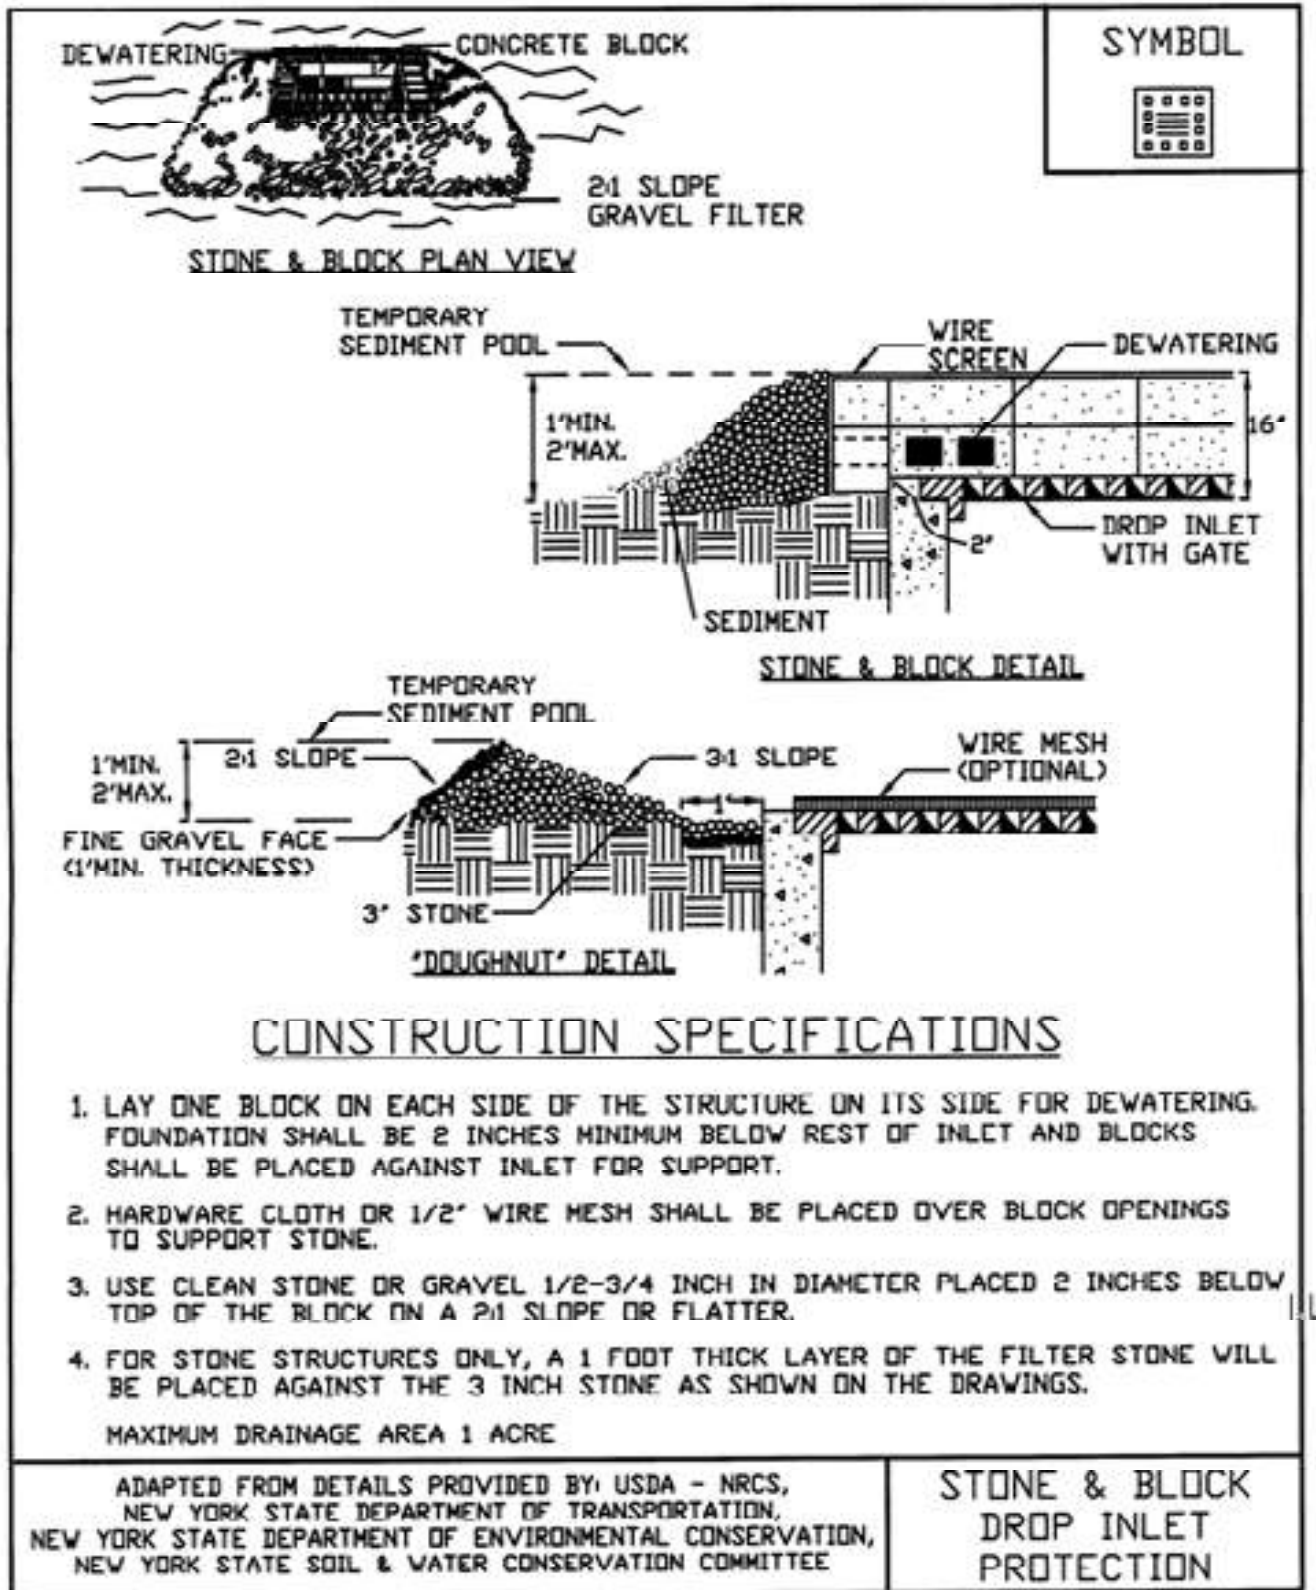 DEWATERING
CONCRETE BLOCK
SYMBOL
2:1 SLOPE
GRAVEL FILTER
STONE & BLOCK PLAN VIEW
TEMPORARY
SEDIMENT POOL
WIRE
SCREEN
DEWATERING
1'MIN.
2'MAX.
16"
2"
DROP INLET
WITH GATE
SEDIMENT
STONE & BLOCK DETAIL
TEMPORARY
SEDIMENT POOL
1'MIN.
2'MAX.
2:1 SLOPE
3:1 SLOPE
WIRE MESH
(OPTIONAL)
1'
FINE GRAVEL FACE
(1'MIN. THICKNESS)
3" STONE
"DOUGHNUT" DETAIL
CONSTRUCTION SPECIFICATIONS
1. LAY ONE BLOCK ON EACH SIDE OF THE STRUCTURE ON ITS SIDE FOR DEWATERING.
FOUNDATION SHALL BE 2 INCHES MINIMUM BELOW REST OF INLET AND BLOCKS
SHALL BE PLACED AGAINST INLET FOR SUPPORT.
2. HARDWARE CLOTH OR 1/2" WIRE MESH SHALL BE PLACED OVER BLOCK OPENINGS
TO SUPPORT STONE.
3. USE CLEAN STONE OR GRAVEL 1/2-3/4 INCH IN DIAMETER PLACED 2 INCHES BELOW
TOP OF THE BLOCK ON A 2:1 SLOPE OR FLATTER.
4. FOR STONE STRUCTURES ONLY, A 1 FOOT THICK LAYER OF THE FILTER STONE WILL
BE PLACED AGAINST THE 3 INCH STONE AS SHOWN ON THE DRAWINGS.
MAXIMUM DRAINAGE AREA 1 ACRE
ADAPTED FROM DETAILS PROVIDED BY: USDA - NRCS,
NEW YORK STATE DEPARTMENT OF TRANSPORTATION,
NEW YORK STATE DEPARTMENT OF ENVIRONMENTAL CONSERVATION,
NEW YORK STATE SOIL & WATER CONSERVATION COMMITTEE
STONE & BLOCK
DROP INLET
PROTECTION